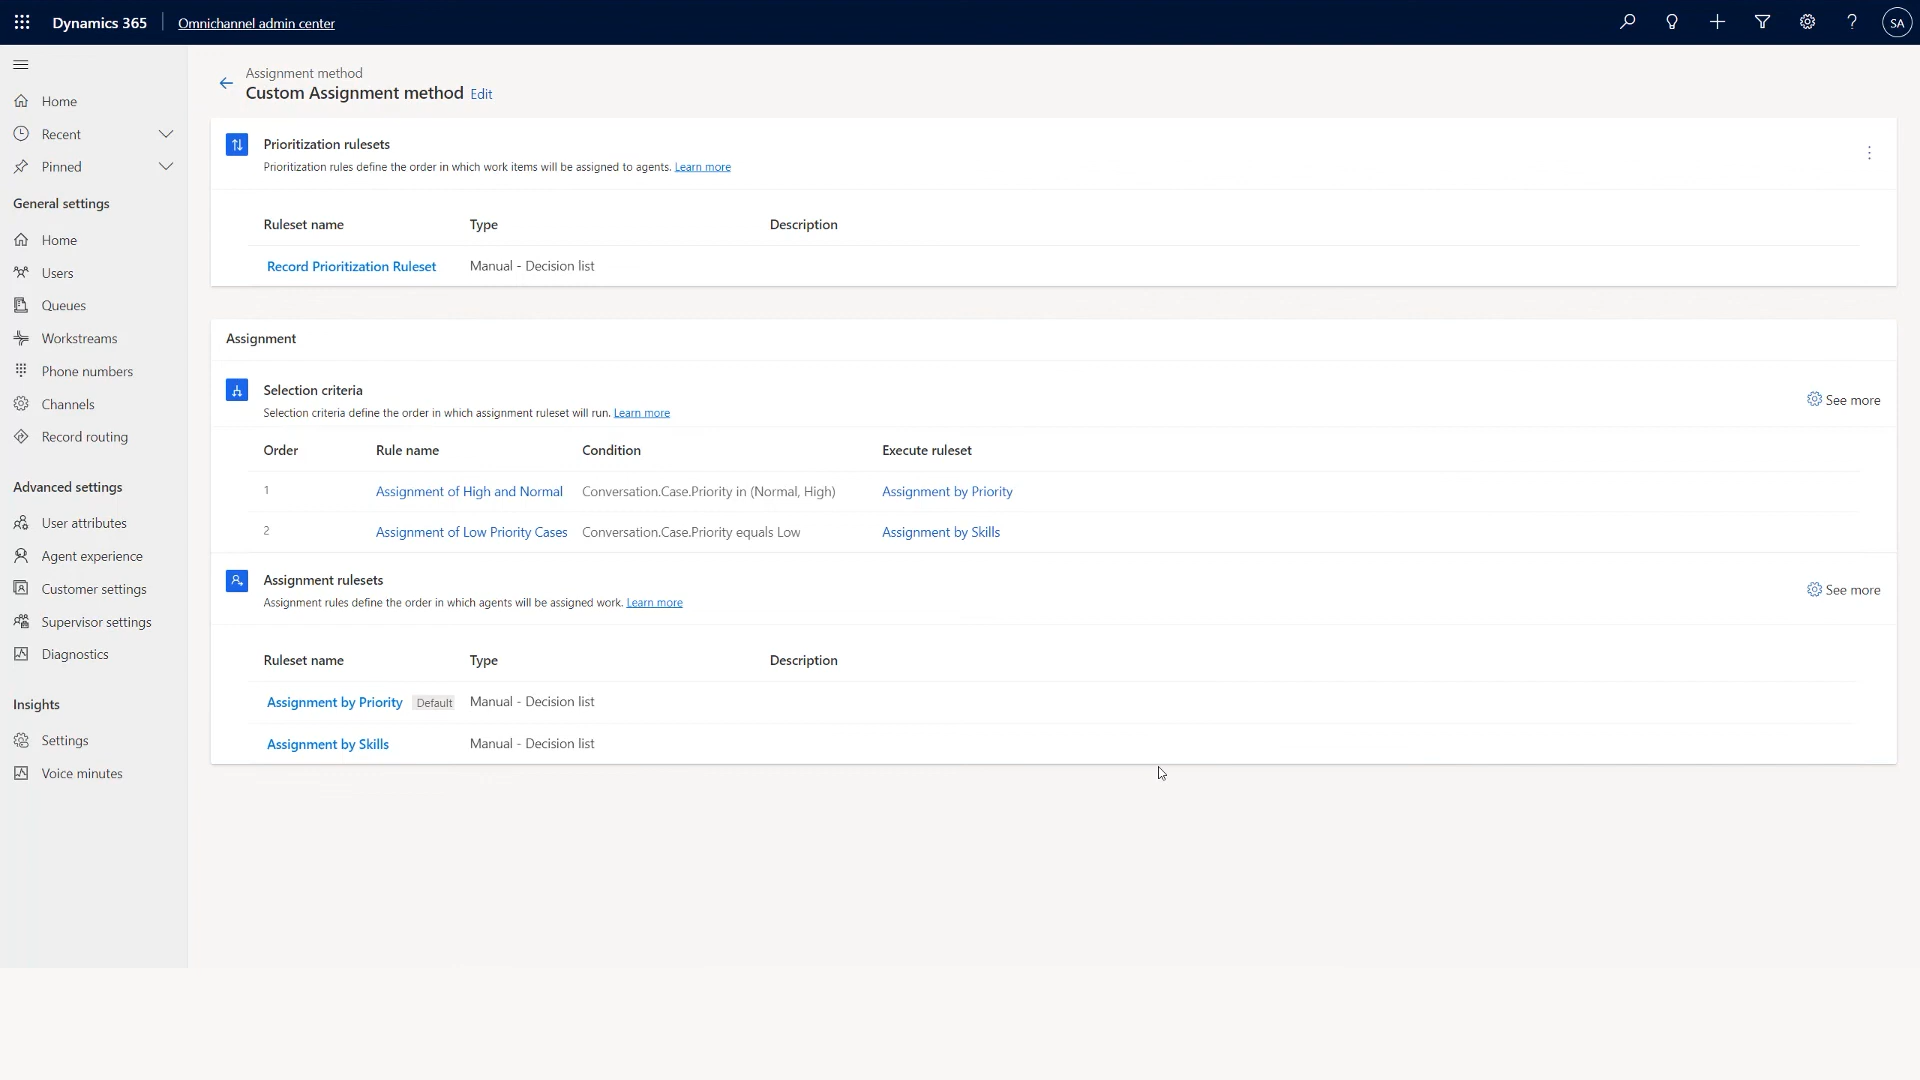 Dynamics 365 Omnichannel admin center SA
Home
Recent
Pinned
General settings
Home
Users
Queues
Workstreams
Phone numbers
Channels
Record routing
Advanced settings
User attributes
Agent experience
Customer settings
Supervisor settings
Diagnostics
Insights
Settings
Voice minutes
Assignment method
Custom Assignment method Edit
Prioritization rulesets
Prioritization rules define the order in which work items will be assigned to agents. Learn more
Ruleset name Type Description
Record Prioritization Ruleset Manual - Decision list
Assignment
Selection criteria
Selection criteria define the order in which assignment ruleset will run. Learn more
See more
Order Rule name Condition Execute ruleset
1 Assignment of High and Normal Conversation.Case.Priority in (Normal, High) Assignment by Priority
2 Assignment of Low Priority Cases Conversation.Case.Priority equals Low Assignment by Skills
Assignment rulesets
Assignment rules define the order in which agents will be assigned work. Learn more
See more
Ruleset name Type Description
Assignment by Priority Default Manual - Decision list
Assignment by Skills Manual - Decision list